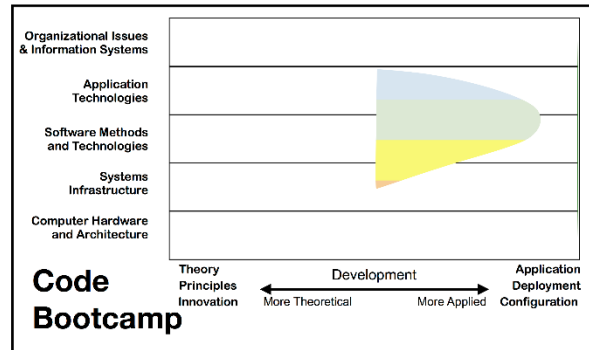 Organizational Issues
& Information Systems
Application
Technologies
Software Methods
and Technologies
Systems
Infrastructure
Computer Hardware
and Architecture
Code
Bootcamp
Theory
Principles
Innovation
Development
More Theoretical
More Applied
Application
Deployment
Configuration